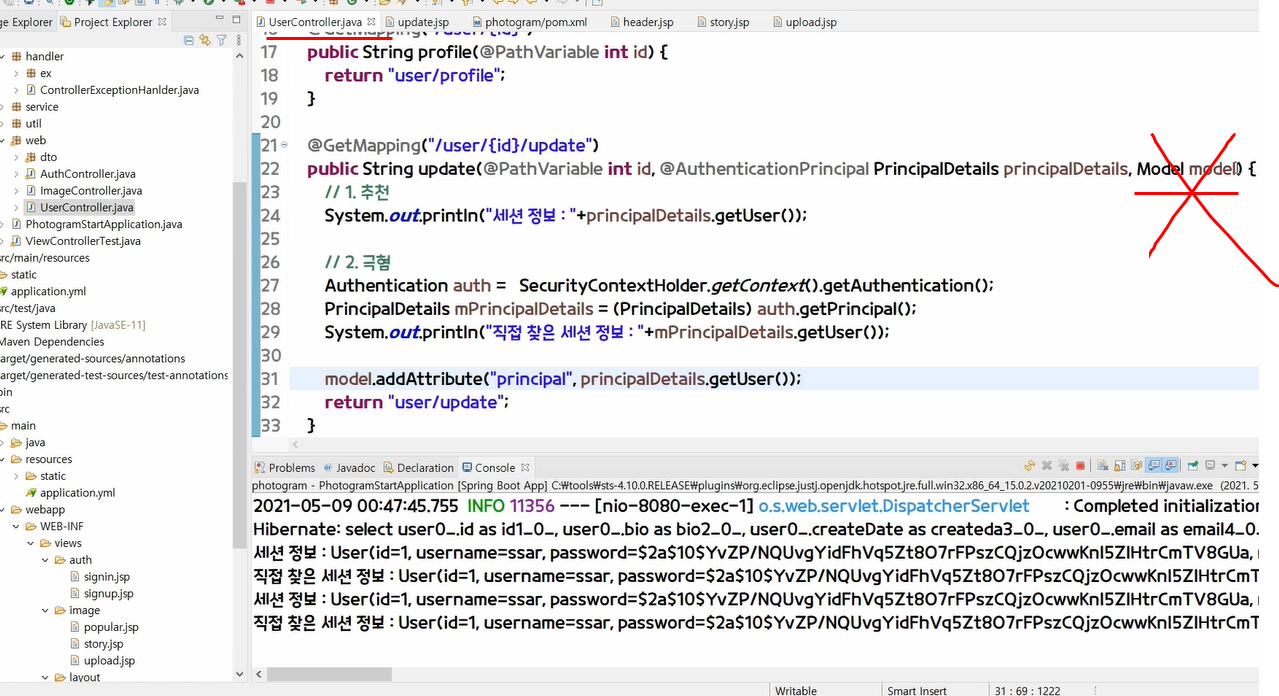 ge Explorer
Project Explorer
handler
ex
ControllerExceptionHanlder.java
service
util
web
dto
AuthController.java
ImageController.java
UserController.java
PhotogramStartApplication.java
ViewControllerTest.java
rc/main/resources
static
application.yml
rc/test/java
RE System Library [JavaSE-11]
Maven Dependencies
arget/generated-sources/annotations
arget/generated-test-sources/test-annotations
in
rc
main
java
resources
static
application.yml
webapp
WEB-INF
views
auth
signin.jsp
signup.jsp
image
popular.jsp
story.jsp
upload.jsp
layout
UserController.java
update.jsp
photogram/pom.xml
header.jsp
story.jsp
upload.jsp
16 @GetMapping("/user/{id}")
17 public String profile(@PathVariable int id) {
18 return "user/profile";
19 }
20
21 @GetMapping("/user/{id}/update")
22 public String update(@PathVariable int id, @AuthenticationPrincipal PrincipalDetails principalDetails, Model model) {
23 // 1. 추천
24 System.out.println("세션 정보 : "+principalDetails.getUser());
25
26 // 2. 극혐
27 Authentication auth = SecurityContextHolder.getContext().getAuthentication();
28 PrincipalDetails mPrincipalDetails = (PrincipalDetails) auth.getPrincipal();
29 System.out.println("직접 찾은 세션 정보 : "+mPrincipalDetails.getUser());
30
31 model.addAttribute("principal", principalDetails.getUser());
32 return "user/update";
33 }
Problems @ Javadoc Declaration Console
photogram - PhotogramStartApplication [Spring Boot App] C:₩tools₩sts-4.10.0.RELEASE₩plugins₩org.eclipse.justj.openjdk.hotspot.jre.full.win32.x86_64_15.0.2.v20210201-0955₩jre₩bin₩javaw.exe (2021. 5
2021-05-09 00:47:45.755 INFO 11356 --- [nio-8080-exec-1] o.s.web.servlet.DispatcherServlet : Completed initialization
Hibernate: select user0_.id as id1_0_, user0_.bio as bio2_0_, user0_.createDate as createda3_0_, user0_.email as email4_0
세션 정보 : User(id=1, username=ssar, password=$2a$10$YvZP/NQUvgYidFhVq5Zt8O7rFPszCQjzOcwwKnI5ZIHtrCmTV8GUa,
직접 찾은 세션 정보 : User(id=1, username=ssar, password=$2a$10$YvZP/NQUvgYidFhVq5Zt8O7rFPszCQjzOcwwKnI5ZIHtrCmT
세션 정보 : User(id=1, username=ssar, password=$2a$10$YvZP/NQUvgYidFhVq5Zt8O7rFPszCQjzOcwwKnI5ZIHtrCmTV8GUa,
직접 찾은 세션 정보 : User(id=1, username=ssar, password=$2a$10$YvZP/NQUvgYidFhVq5Zt8O7rFPszCQjzOcwwKnI5ZIHtrCmT
Writable Smart Insert 31 : 69 : 1222